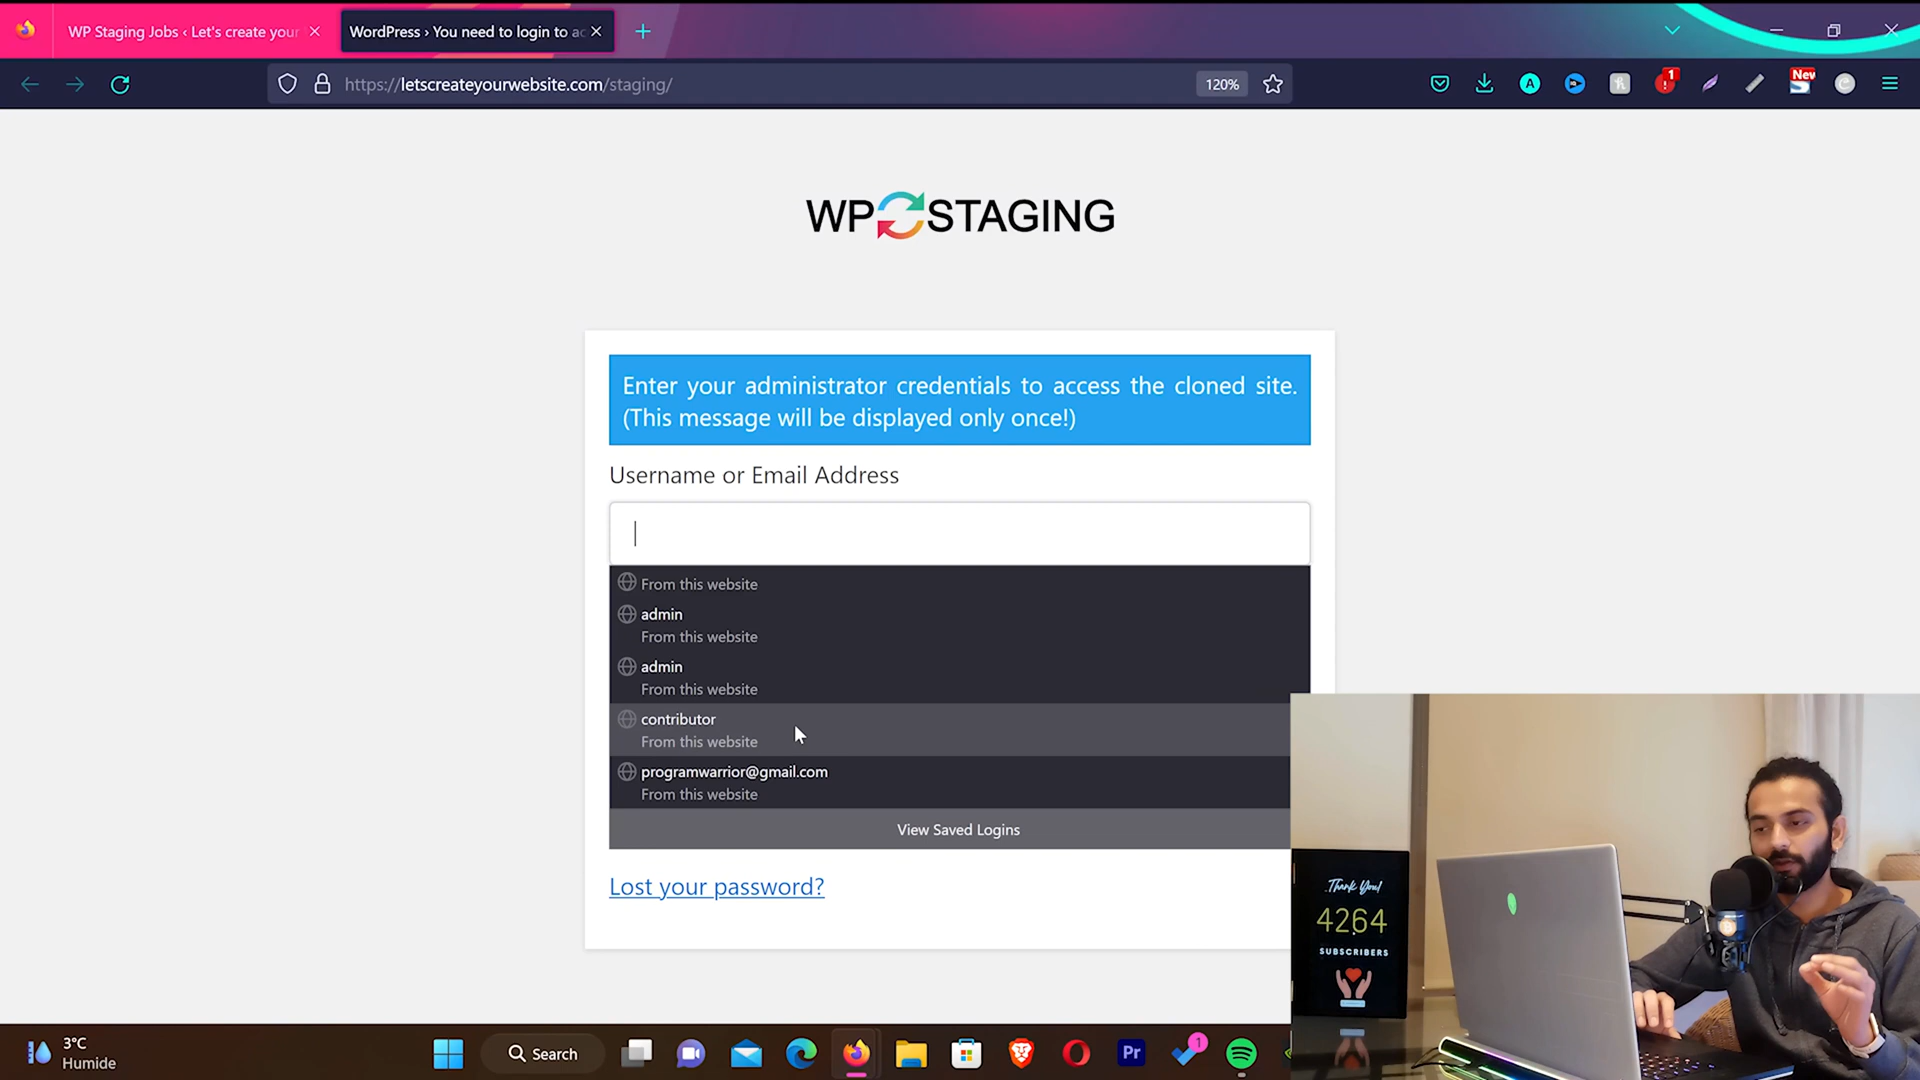 WP Staging Jobs ‹ Let's create your
WordPress › You need to login to ac
https://letscreateyourwebsite.com/staging/
120%
A
1
New
WP STAGING
Enter your administrator credentials to access the cloned site.
(This message will be displayed only once!)
Username or Email Address
From this website
admin
From this website
admin
From this website
contributor
From this website
programwarrior@gmail.com
From this website
View Saved Logins
Lost your password?
Thank You!
4264
SUBSCRIBERS
3°C
Humide
Search
Pr
1